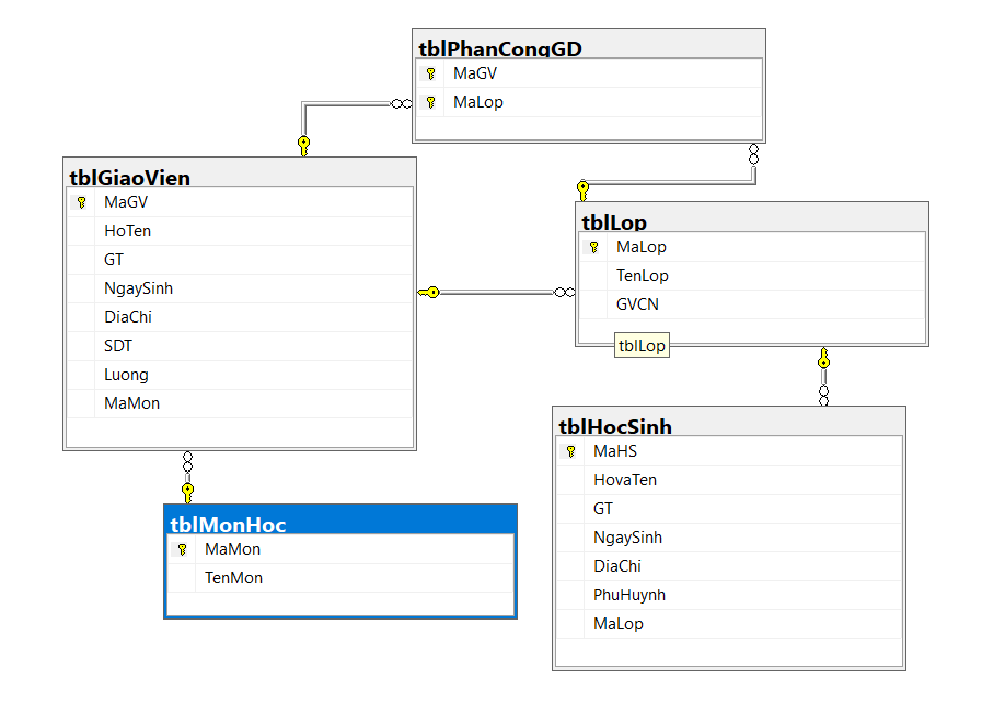 tblPhanCongGD
MaGV
MaLop
tblGiaoVien
MaGV
HoTen
GT
NgaySinh
DiaChi
SDT
Luong
MaMon
tblLop
MaLop
TenLop
GVCN
tblLop
tblHocSinh
MaHS
HovaTen
GT
NgaySinh
DiaChi
PhuHuynh
MaLop
tblMonHoc
MaMon
TenMon